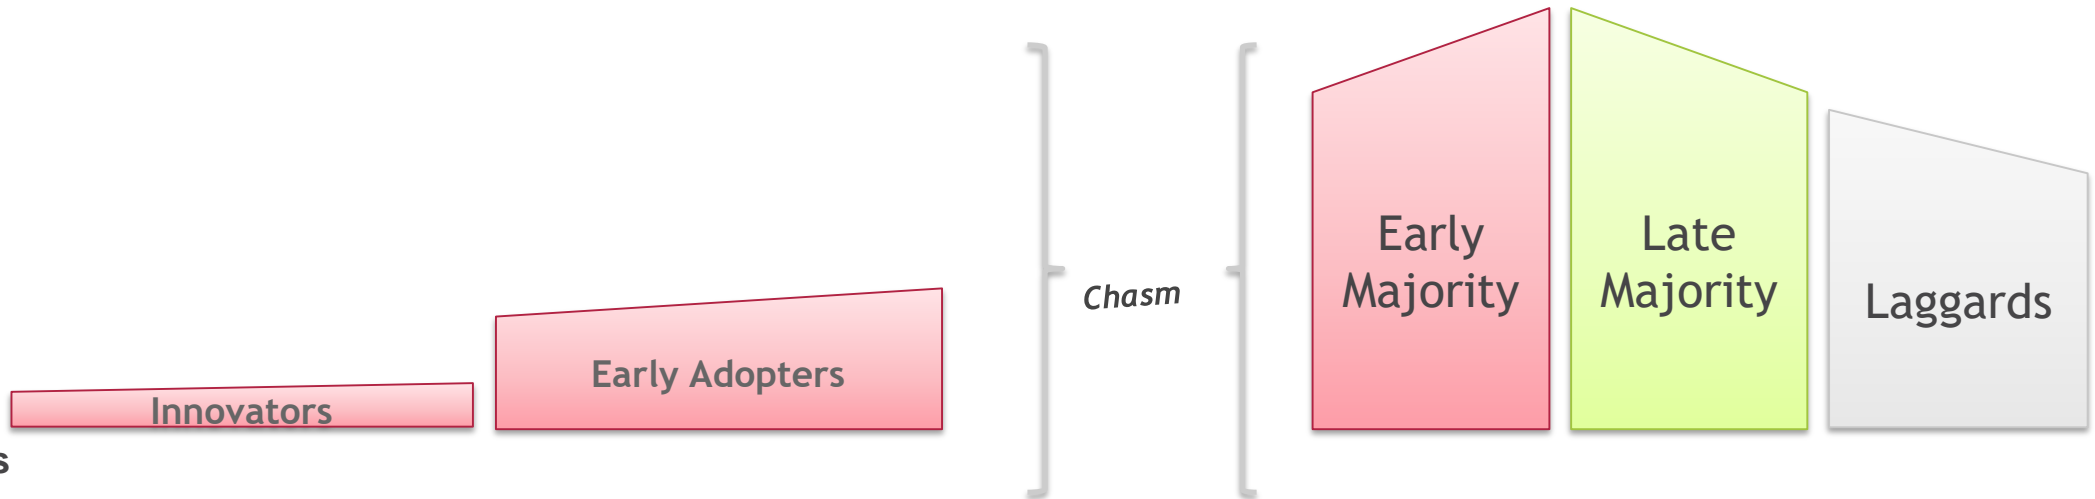 Early
Majority
Late
Majority
Laggards
Chasm
Early Adopters
Innovators
s